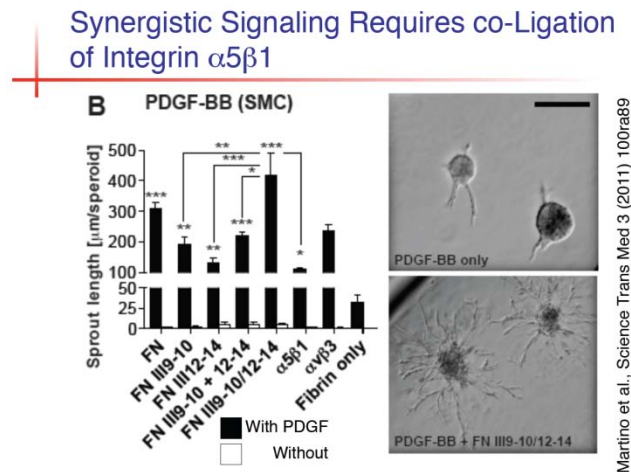 Synergistic Signaling Requires co-Ligation
of Integrin α5β1
B PDGF-BB (SMC)
Sprout length [μm/speroid]
500
400
300
200
100
50
25
0
***
**
**
***
**
***
*
*
FN
FN III9-10
FN III12-14
FN III9-10 + 12-14
FN III9-10/12-14
α5β1
αvβ3
Fibrin only
With PDGF
Without
PDGF-BB only
PDGF-BB + FN III9-10/12-14
Martino et al., Science Trans Med 3 (2011) 100ra89